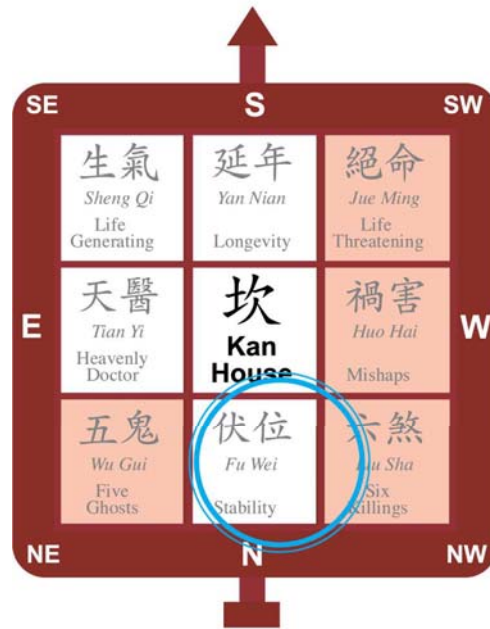 SE S SW
生氣 延年 絕命
Sheng Qi Yan Nian Jue Ming
Life Generating Longevity Life Threatening
E 天醫 坎 禍害 W
Tian Yi Kan House Huo Hai
Heavenly Doctor Mishaps
五鬼 伏位 六煞
Wu Gui Fu Wei Liu Sha
Five Ghosts Stability Six Killings
NE N NW